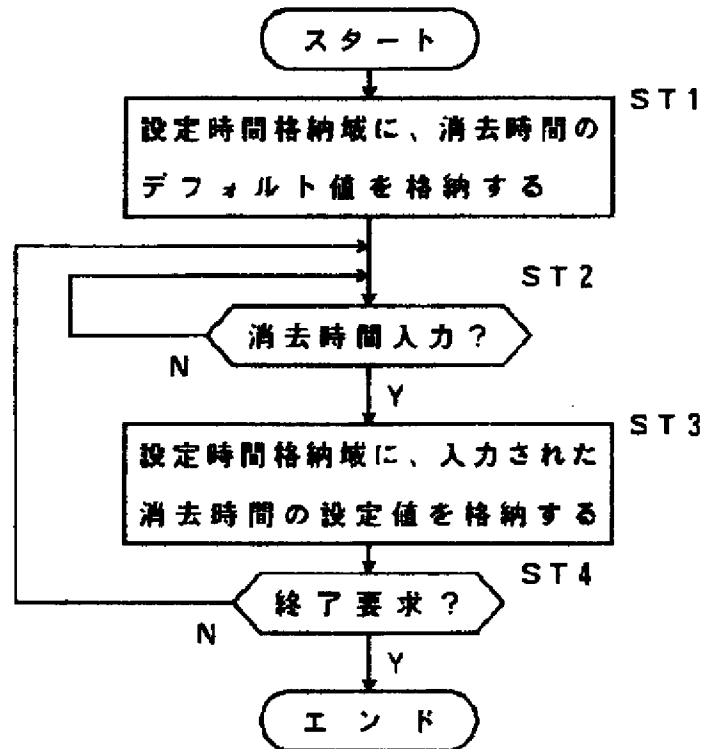 スタート
ST1
設定時間格納域に、消去時間の
デフォルト値を格納する
ST2
消去時間入力?
N
Y
ST3
設定時間格納域に、入力された
消去時間の設定値を格納する
ST4
終了要求?
N
Y
エンド